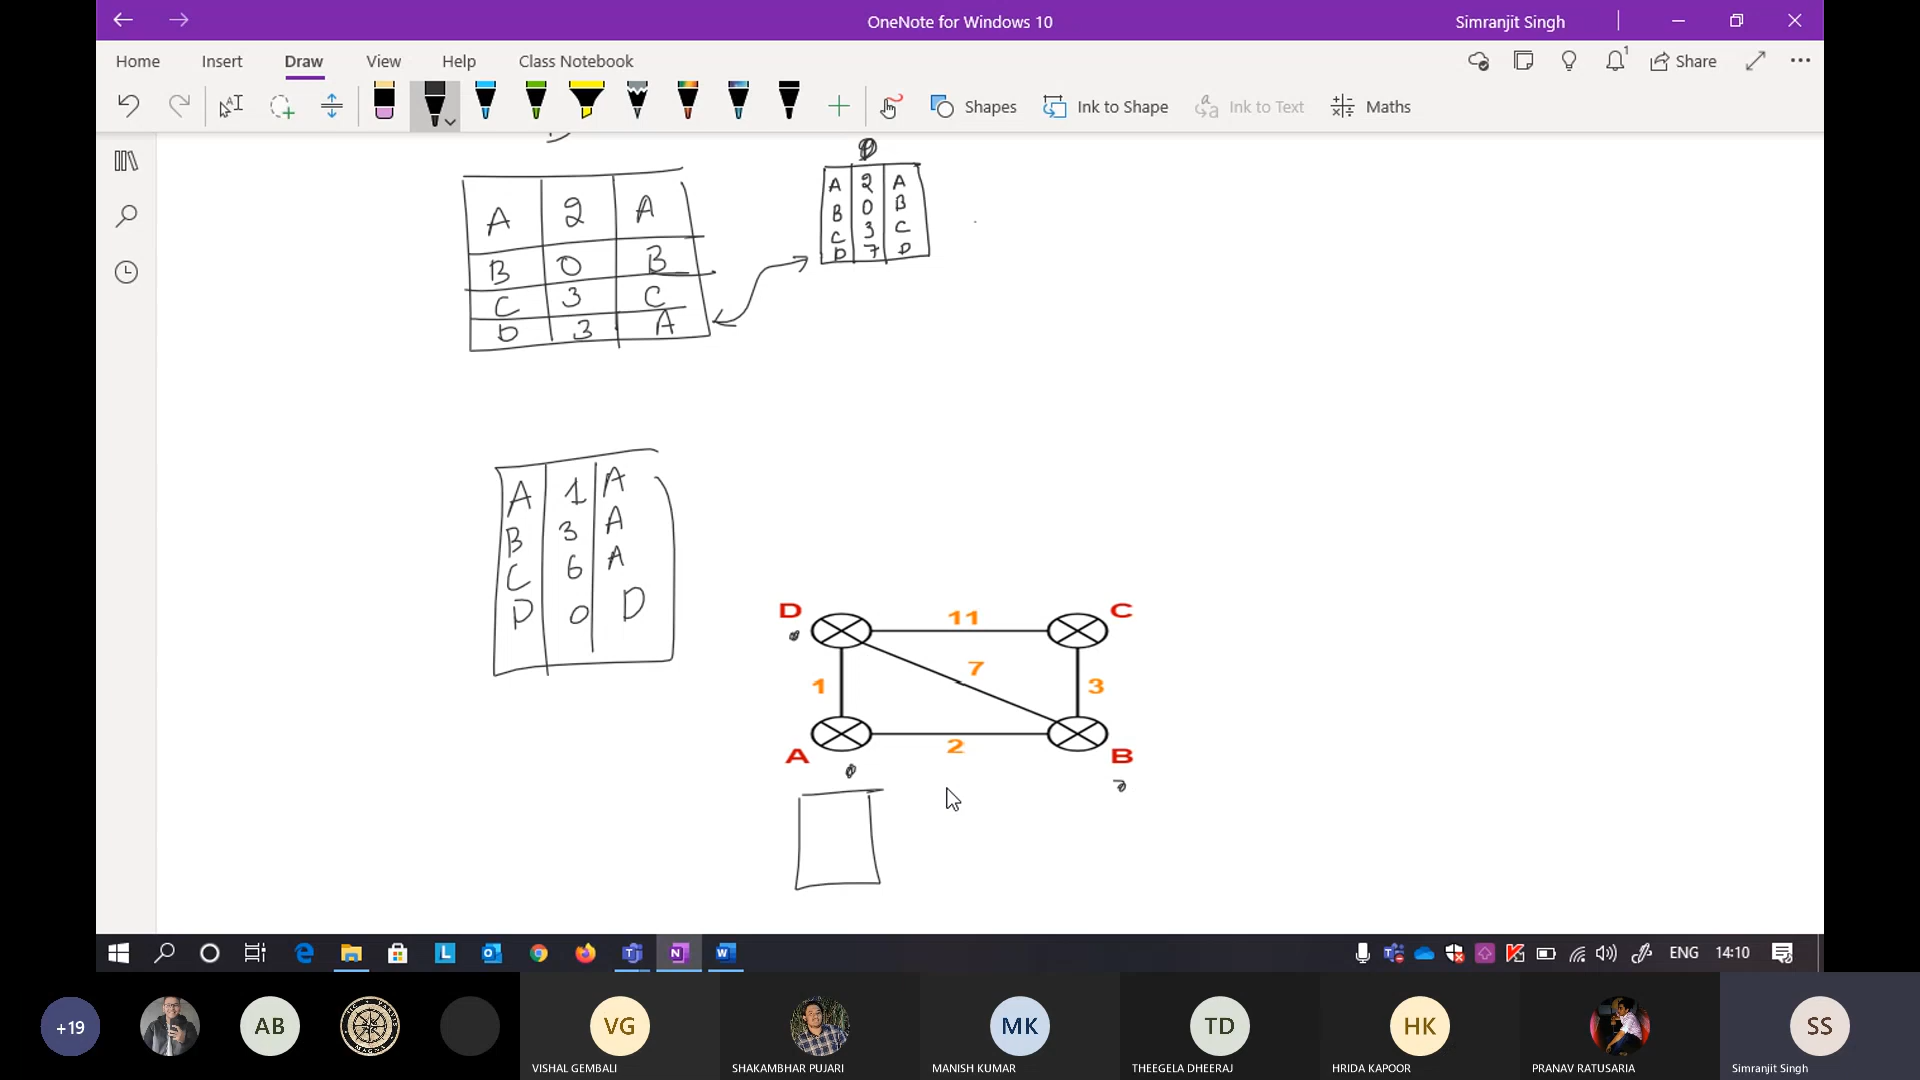 OneNote for Windows 10
Simranjit Singh
Home Insert Draw View Help Class Notebook
1
Share
Shapes
Ink to Shape
Ink to Text
Maths
A 2 A
B 0 B
C 3 C
D 3 A
A 2 A
B 0 B
C 3 C
D 7 D
A 1 A
B 3 A
C 6 A
D 0 D
D 11 C
7
1 3
2
A B
ENG 14:10
+19
AB
VG
MK
TD
HK
SS
VISHAL GEMBALI
SHAKAMBHAR PUJARI
MANISH KUMAR
THEEGELA DHEERAJ
HRIDA KAPOOR
PRANAV RATUSARIA
Simranjit Singh